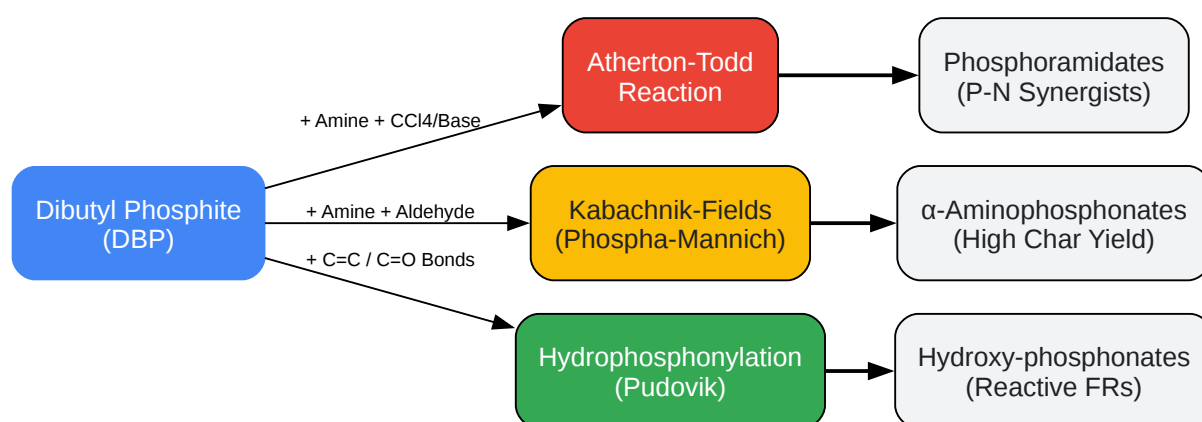 Dibutyl Phosphite
(DBP)
+ Amine + CCl4/Base
Atherton-Todd
Reaction
Phosphoramidates
(P-N Synergists)
+ Amine + Aldehyde
Kabachnik-Fields
(Phospha-Mannich)
α-Aminophosphonates
(High Char Yield)
+ C=C / C=O Bonds
Hydrophosphonylation
(Pudovik)
Hydroxy-phosphonates
(Reactive FRs)